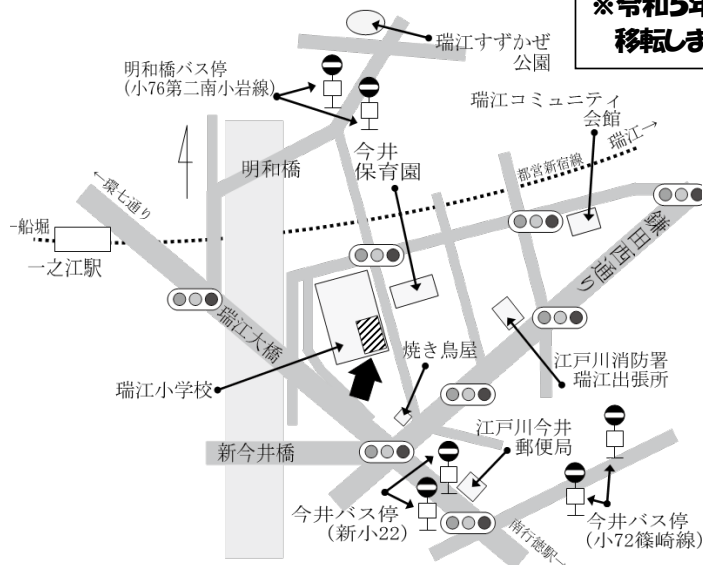 ※令和5年
移転しま
瑞江すずかぜ
公園
明和橋バス停
(小76第二南小岩線)
瑞江コミュニティ
会館
瑞江→
今井
保育園
明和橋
都営新宿線
←環七通り
船堀
一之江駅
鎌田西通り
瑞江大橋
焼き鳥屋
江戸川消防署
瑞江出張所
瑞江小学校
江戸川今井
郵便局
新今井橋
今井バス停
(新小22)
今井バス停
(小72篠崎線)
南行徳駅→